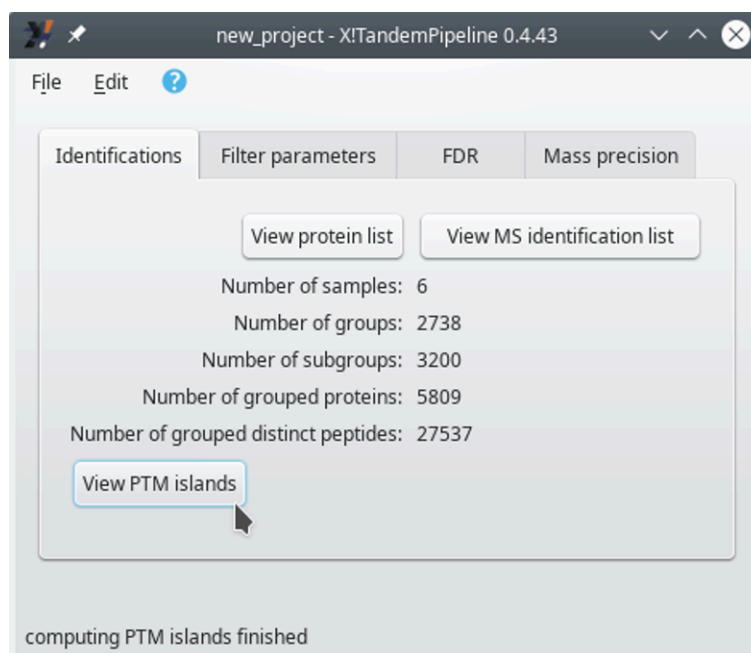 new_project - X!TandemPipeline 0.4.43
File Edit ?
Identifications Filter parameters FDR Mass precision
View protein list View MS identification list
Number of samples: 6
Number of groups: 2738
Number of subgroups: 3200
Number of grouped proteins: 5809
Number of grouped distinct peptides: 27537
View PTM islands
computing PTM islands finished